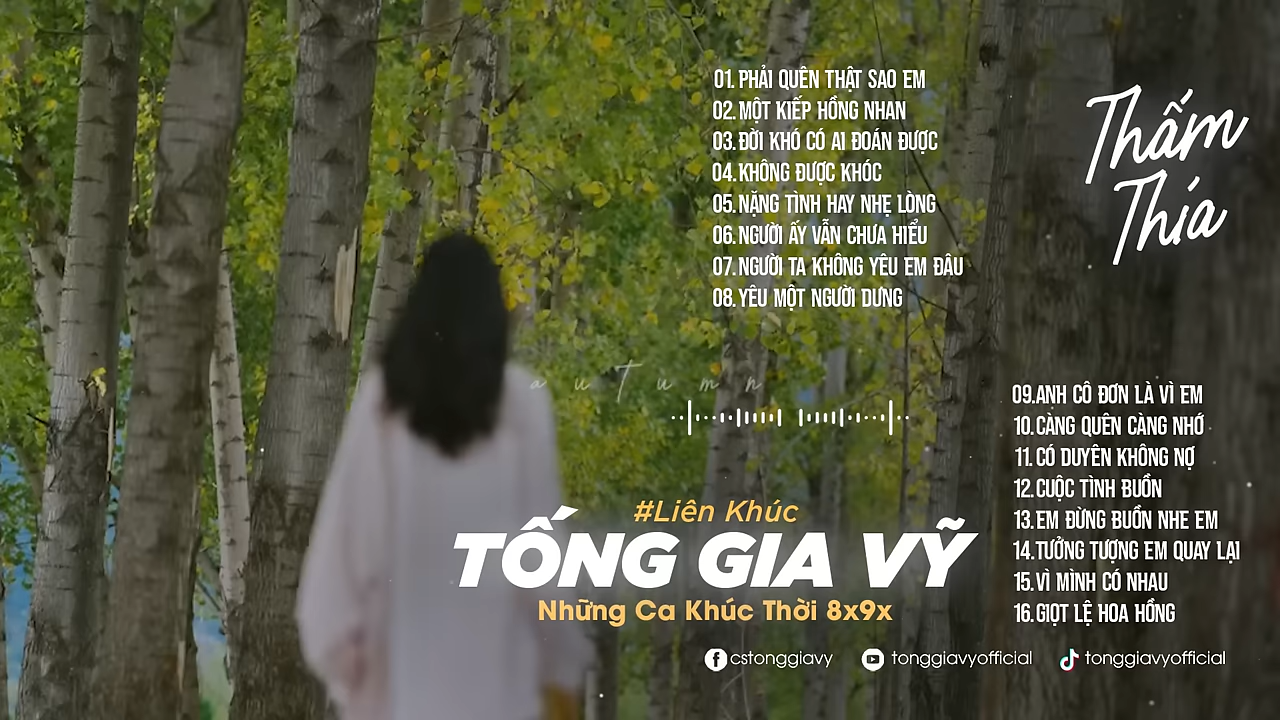 01. PHẢI QUÊN THẬT SAO EM
02. MỘT KIẾP HỒNG NHAN
03. ĐỜI KHÓ CÓ AI ĐOÁN ĐƯỢC
04. KHÔNG ĐƯỢC KHÓC
05. NẶNG TÌNH HAY NHẸ LÒNG
06. NGƯỜI ẤY VẪN CHƯA HIỂU
07. NGƯỜI TA KHÔNG YÊU EM ĐÂU
08. YÊU MỘT NGƯỜI DƯNG
Thấm
Thía
autumn
09. ANH CÔ ĐƠN LÀ VÌ EM
10. CÀNG QUÊN CÀNG NHỚ
11. CÓ DUYÊN KHÔNG NỢ
12. CUỘC TÌNH BUỒN
13. EM ĐỪNG BUỒN NHE EM
14. TƯỞNG TƯỢNG EM QUAY LẠI
15. VÌ MÌNH CÓ NHAU
16. GIỌT LỆ HOA HỒNG
#Liên Khúc
TỐNG GIA VỸ
Những Ca Khúc Thời 8x9x
cstonggiavy
tonggiavyofficial
tonggiavyofficial